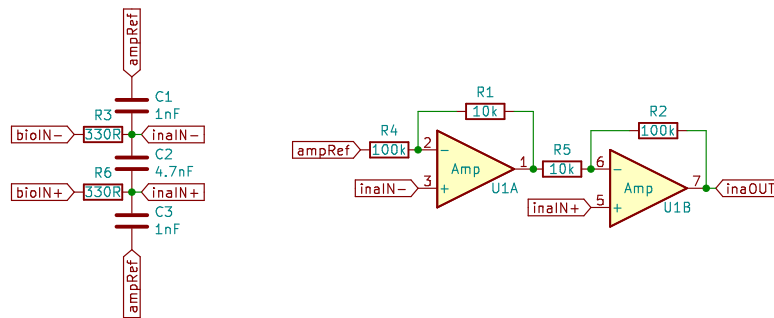 ampRef
C1
1nF
R3
bioIN-
330R
inaIN-
C2
4.7nF
R6
bioIN+
330R
inaIN+
C3
1nF
ampRef
R1
10k
R4
ampRef
100k
2
-
Amp
1
inaIN-
3
+
U1A
R2
100k
R5
10k
6
-
Amp
7
inaOUT
inaIN+
5
+
U1B